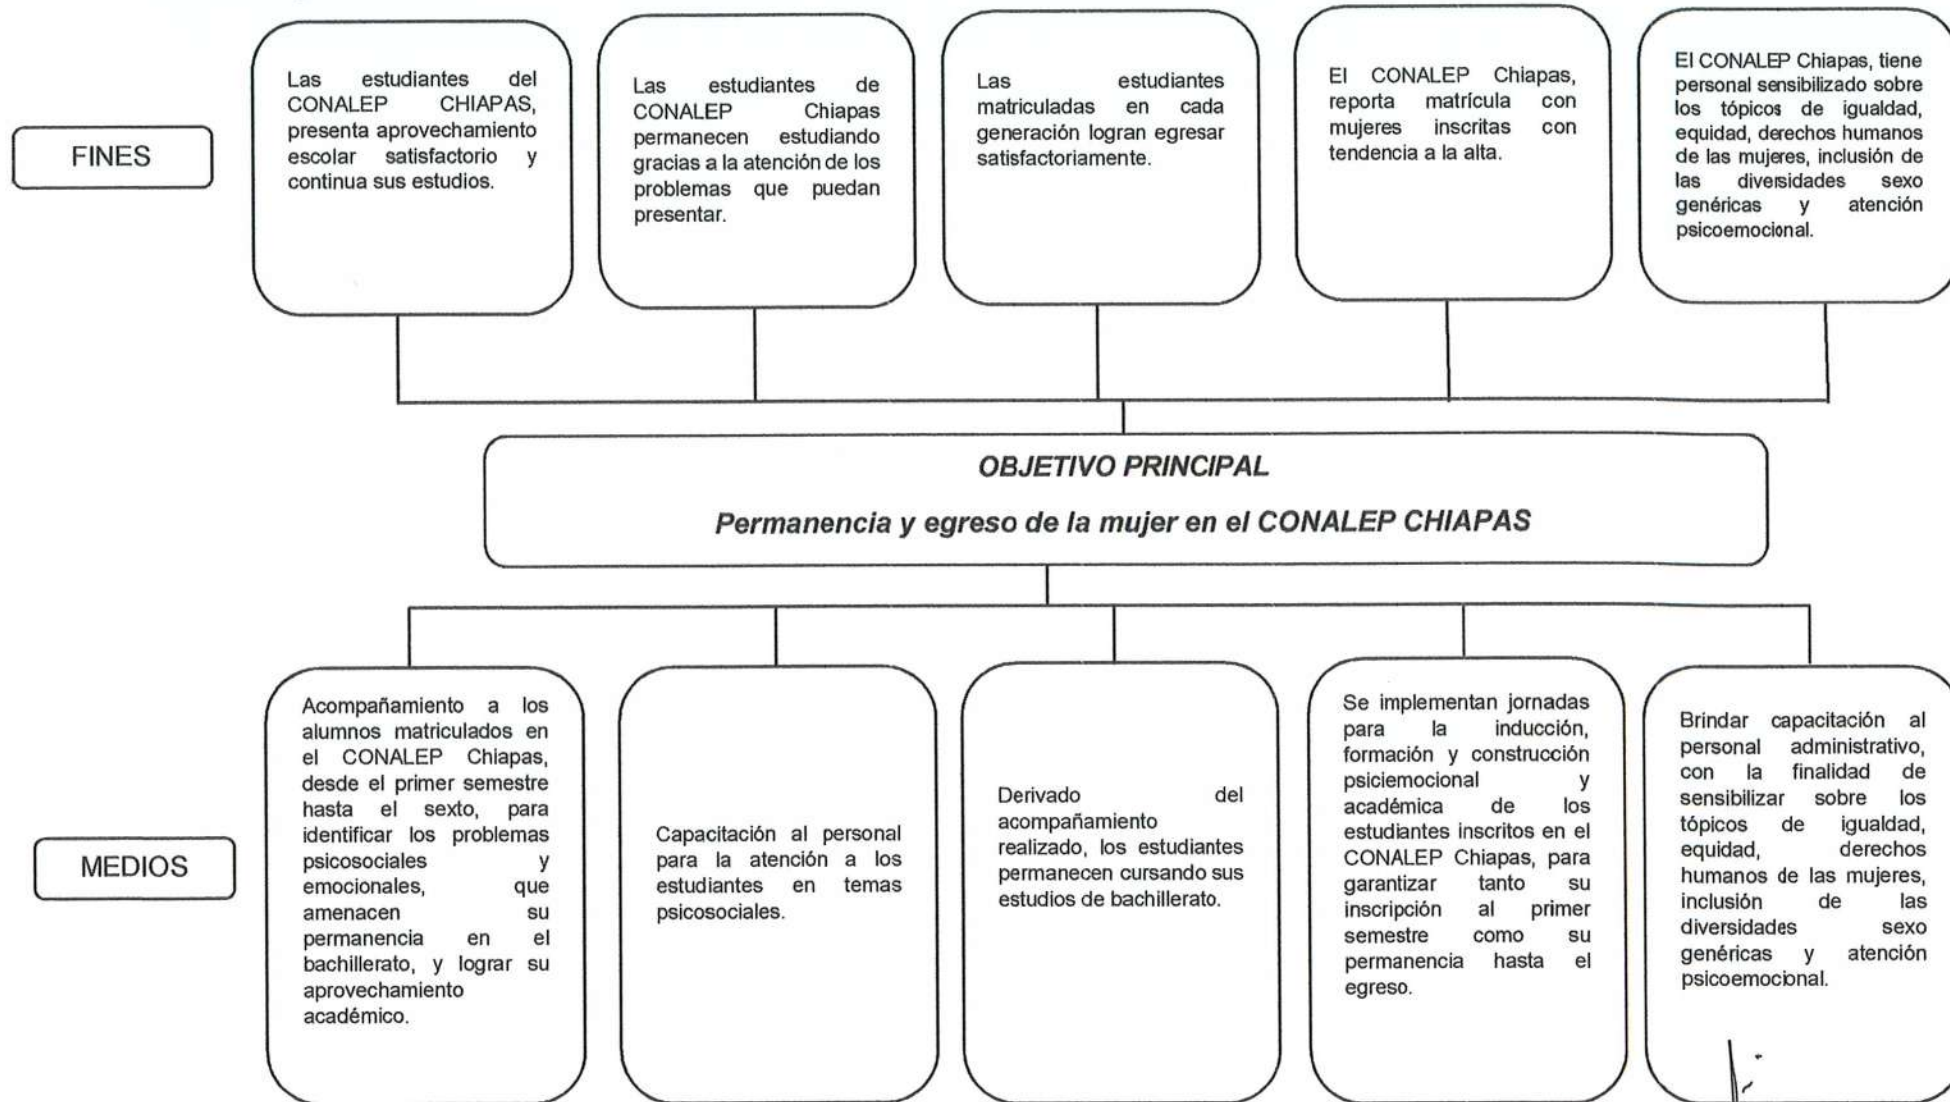 FINES
Las estudiantes del
CONALEP CHIAPAS,
presenta aprovechamiento
escolar satisfactorio y
continua sus estudios.
Las estudiantes de
CONALEP Chiapas
permanecen estudiando
gracias a la atención de los
problemas que puedan
presentar.
Las estudiantes
matriculadas en cada
generación logran egresar
satisfactoriamente.
El CONALEP Chiapas,
reporta matrícula con
mujeres inscritas con
tendencia a la alta.
El CONALEP Chiapas, tiene
personal sensibilizado sobre
los tópicos de igualdad,
equidad, derechos humanos
de las mujeres, inclusión de
las diversidades sexo
genéricas y atención
psicoemocional.
OBJETIVO PRINCIPAL
Permanencia y egreso de la mujer en el CONALEP CHIAPAS
MEDIOS
Acompañamiento a los
alumnos matriculados en
el CONALEP Chiapas,
desde el primer semestre
hasta el sexto, para
identificar los problemas
psicosociales y
emocionales, que
amenacen su
permanencia en el
bachillerato, y lograr su
aprovechamiento
académico.
Capacitación al personal
para la atención a los
estudiantes en temas
psicosociales.
Derivado del
acompañamiento
realizado, los estudiantes
permanecen cursando sus
estudios de bachillerato.
Se implementan jornadas
para la inducción,
formación y construcción
psiciemocional y
académica de los
estudiantes inscritos en el
CONALEP Chiapas, para
garantizar tanto su
inscripción al primer
semestre como su
permanencia hasta el
egreso.
Brindar capacitación al
personal administrativo,
con la finalidad de
sensibilizar sobre los
tópicos de igualdad,
equidad, derechos
humanos de las mujeres,
inclusión de las
diversidades sexo
genéricas y atención
psicoemocional.